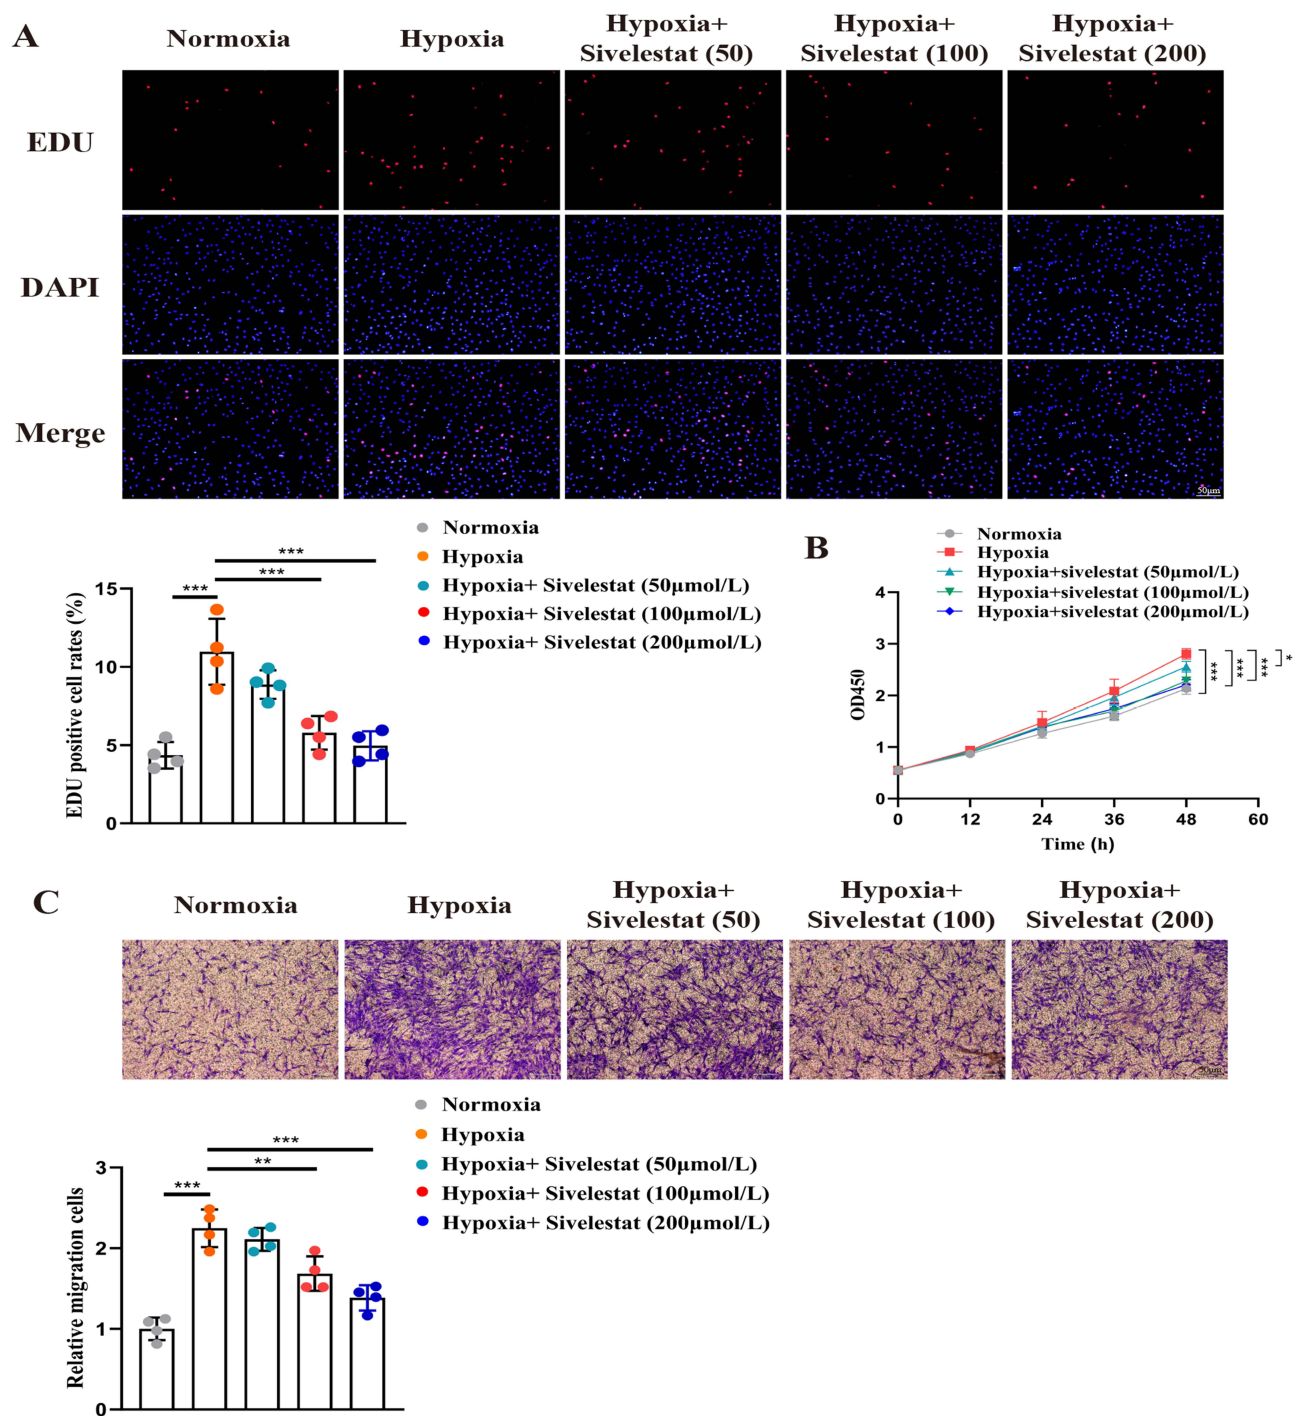 A
Normoxia
Hypoxia
Hypoxia+
Sivelestat (50)
Hypoxia+
Sivelestat (100)
Hypoxia+
Sivelestat (200)
EDU
DAPI
Merge
50μm
Normoxia
Hypoxia
Hypoxia+ Sivelestat (50μmol/L)
Hypoxia+ Sivelestat (100μmol/L)
Hypoxia+ Sivelestat (200μmol/L)
EDU positive cell rates (%)
15
10
5
0
***
***
***
B
Normoxia
Hypoxia
Hypoxia+sivelestat (50μmol/L)
Hypoxia+sivelestat (100μmol/L)
Hypoxia+sivelestat (200μmol/L)
OD450
4
3
2
1
0
***
***
***
*
0 12 24 36 48 60
Time (h)
C
Normoxia
Hypoxia
Hypoxia+
Sivelestat (50)
Hypoxia+
Sivelestat (100)
Hypoxia+
Sivelestat (200)
50μm
Normoxia
Hypoxia
Hypoxia+ Sivelestat (50μmol/L)
Hypoxia+ Sivelestat (100μmol/L)
Hypoxia+ Sivelestat (200μmol/L)
Relative migration cells
3
2
1
0
***
**
***